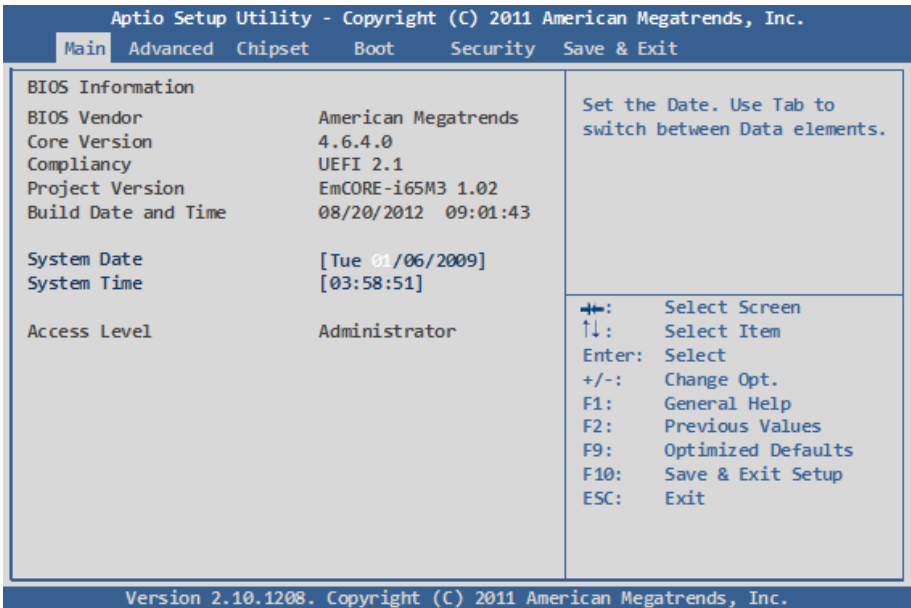 Aptio Setup Utility - Copyright (C) 2011 American Megatrends, Inc.
Main Advanced Chipset Boot Security Save & Exit
BIOS Information
BIOS Vendor American Megatrends
Core Version 4.6.4.0
Compliancy UEFI 2.1
Project Version EmCORE-i65M3 1.02
Build Date and Time 08/20/2012 09:01:43
System Date [Tue 01/06/2009]
System Time [03:58:51]
Access Level Administrator
Set the Date. Use Tab to
switch between Data elements.
→←: Select Screen
↑↓: Select Item
Enter: Select
+/-: Change Opt.
F1: General Help
F2: Previous Values
F9: Optimized Defaults
F10: Save & Exit Setup
ESC: Exit
Version 2.10.1208. Copyright (C) 2011 American Megatrends, Inc.